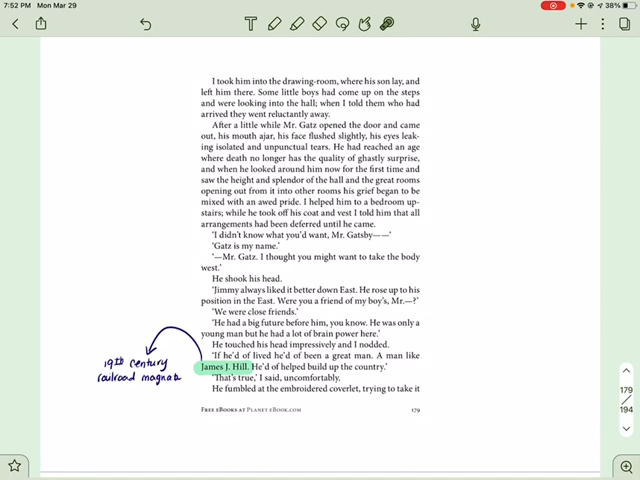 7:52 PM Mon Mar 29
38%
I took him into the drawing-room, where his son lay, and
left him there. Some little boys had come up on the steps
and were looking into the hall; when I told them who had
arrived they went reluctantly away.
After a little while Mr. Gatz opened the door and came
out, his mouth ajar, his face flushed slightly, his eyes leak-
ing isolated and unpunctual tears. He had reached an age
where death no longer has the quality of ghastly surprise,
and when he looked around him now for the first time and
saw the height and splendor of the hall and the great rooms
opening out from it into other rooms his grief began to be
mixed with an awed pride. I helped him to a bedroom up-
stairs; while he took off his coat and vest I told him that all
arrangements had been deferred until he came.
'I didn't know what you'd want, Mr. Gatsby——'
'Gatz is my name.'
'—Mr. Gatz. I thought you might want to take the body
west.'
He shook his head.
'Jimmy always liked it better down East. He rose up to his
position in the East. Were you a friend of my boy's, Mr.—?'
'We were close friends.'
'He had a big future before him, you know. He was only a
young man but he had a lot of brain power here.'
He touched his head impressively and I nodded.
'If he'd of lived he'd of been a great man. A man like
James J. Hill. He'd of helped build up the country.'
'That's true,' I said, uncomfortably.
He fumbled at the embroidered coverlet, trying to take it
19th century
railroad magnate
Free eBooks at Planet eBook.com 179
179
194